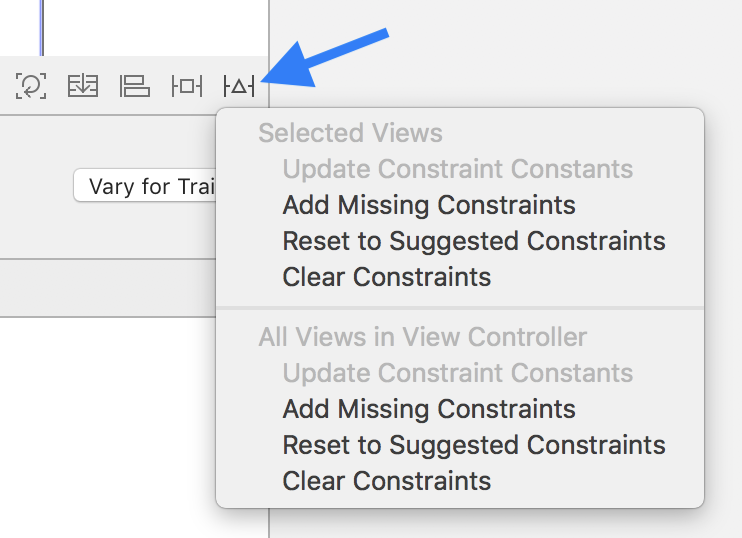 Vary for Trai
Selected Views
Update Constraint Constants
Add Missing Constraints
Reset to Suggested Constraints
Clear Constraints
All Views in View Controller
Update Constraint Constants
Add Missing Constraints
Reset to Suggested Constraints
Clear Constraints